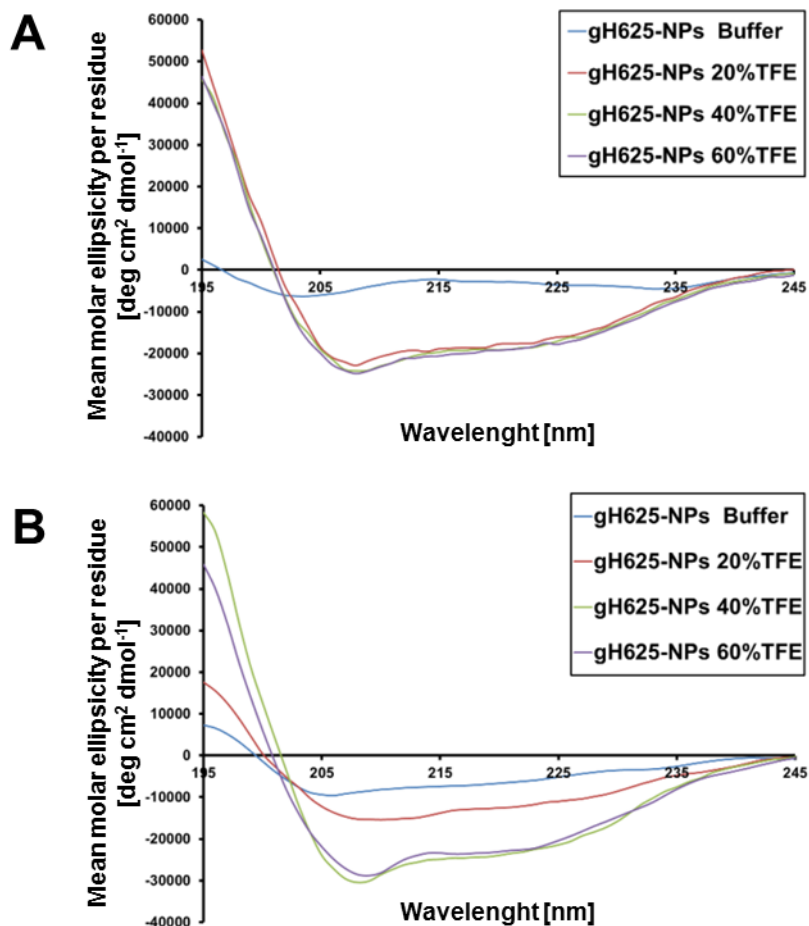 A
Mean molar ellipsicity per residue
[deg cm² dmol⁻¹]
60000
50000
40000
30000
20000
10000
0
-10000
-20000
-30000
-40000
195
205
215
225
235
245
Wavelenght [nm]
gH625-NPs Buffer
gH625-NPs 20%TFE
gH625-NPs 40%TFE
gH625-NPs 60%TFE
B
Mean molar ellipsicity per residue
[deg cm² dmol⁻¹]
60000
50000
40000
30000
20000
10000
0
-10000
-20000
-30000
-40000
195
205
215
225
235
245
Wavelenght [nm]
gH625-NPs Buffer
gH625-NPs 20%TFE
gH625-NPs 40%TFE
gH625-NPs 60%TFE